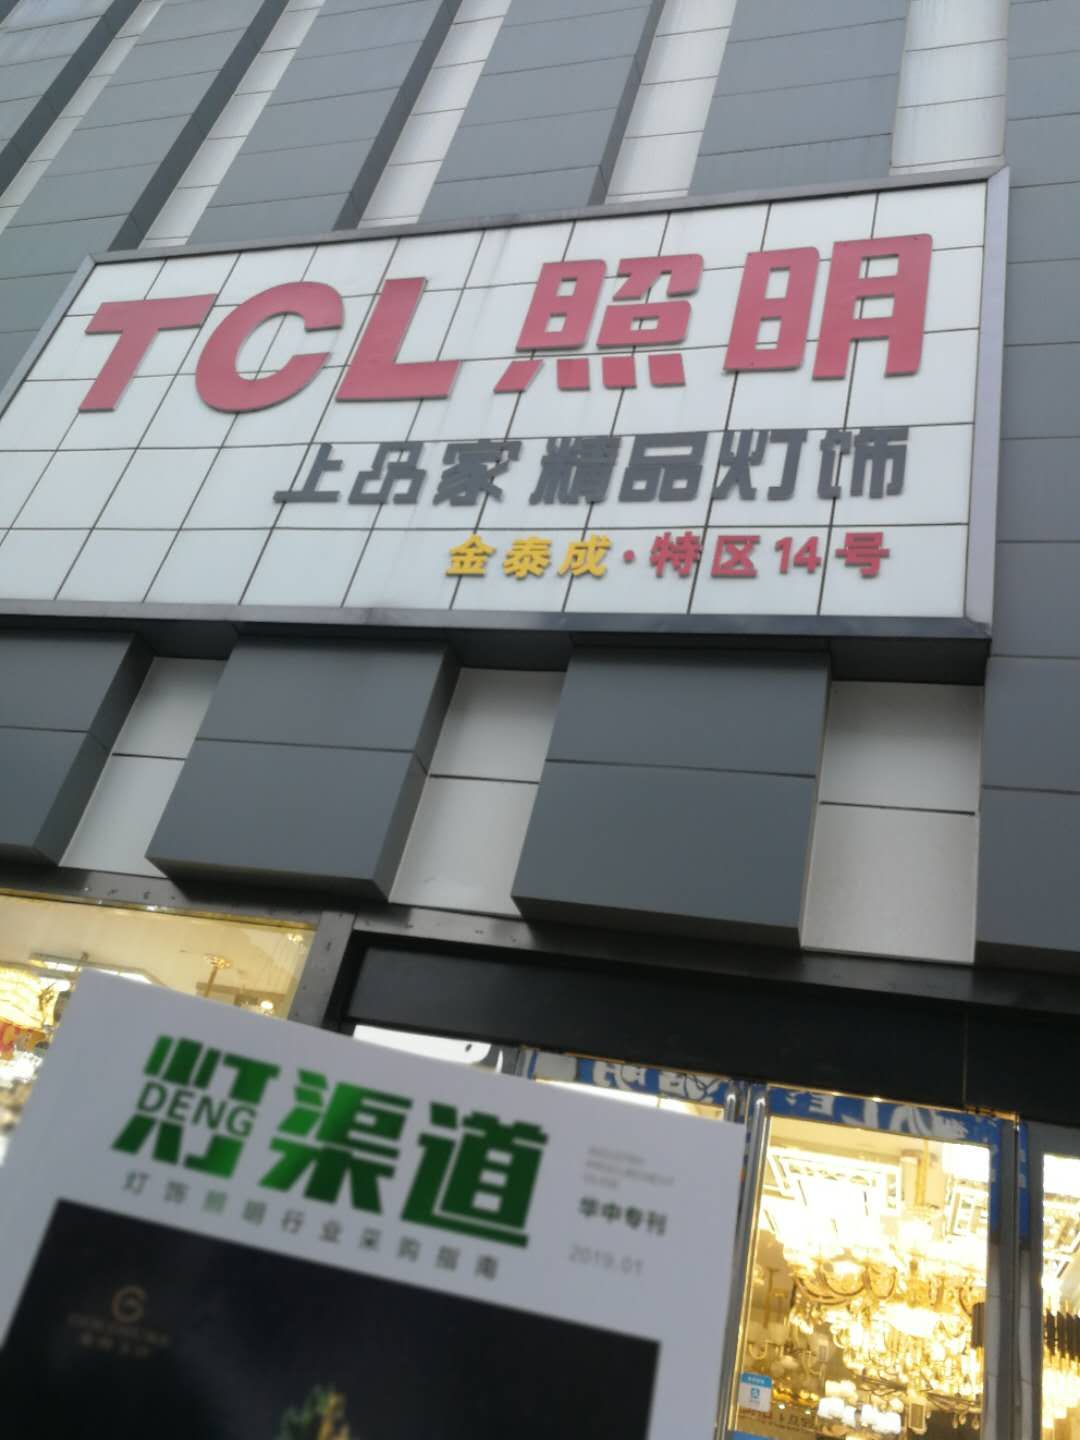 TCL 照明
上品家 精品灯饰
金泰成·特区14号
灯渠道
DENG
灯饰照明行业采购指南
华中专刊
2019.01
G